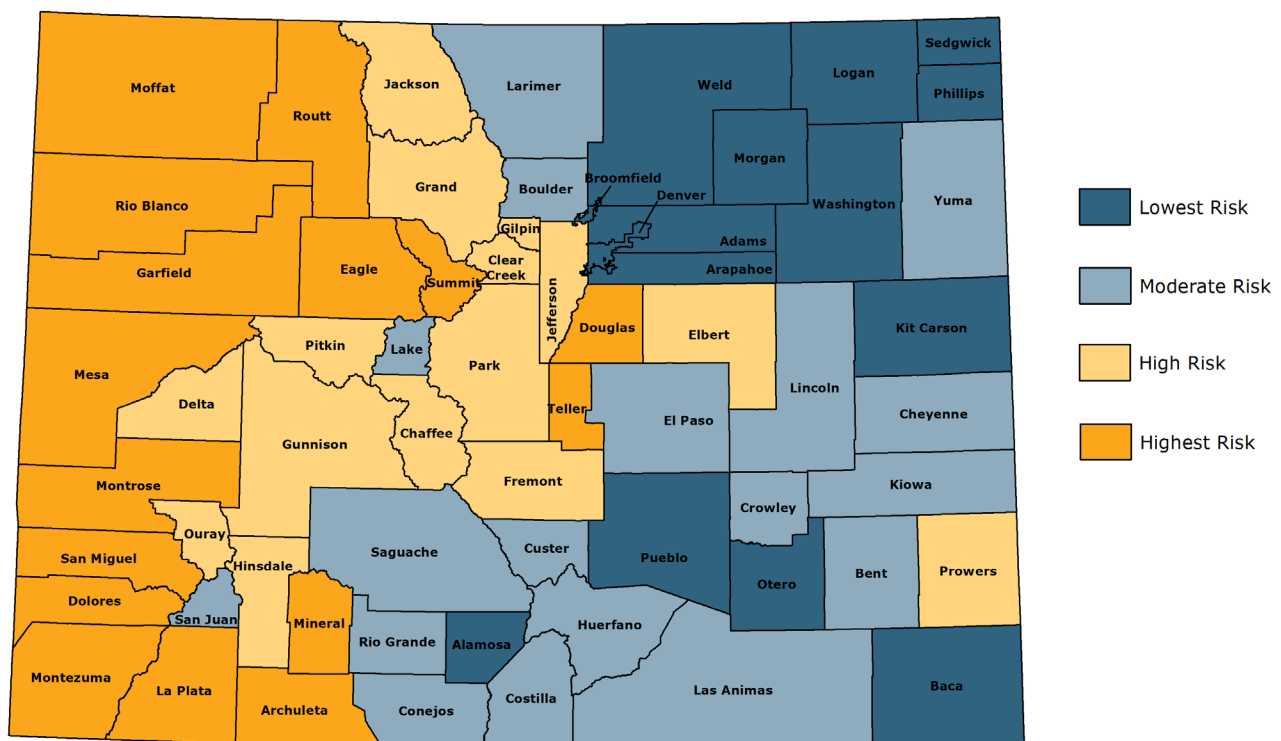 Moffat
Routt
Jackson
Larimer
Weld
Logan
Sedgwick
Phillips
Rio Blanco
Grand
Boulder
Broomfield
Morgan
Denver
Washington
Yuma
Garfield
Eagle
Summit
Gilpin
Clear
Creek
Jefferson
Adams
Arapahoe
Mesa
Pitkin
Lake
Park
Douglas
Elbert
Lincoln
Kit Carson
Delta
Gunnison
Chaffee
Teller
El Paso
Cheyenne
Montrose
Fremont
Crowley
Kiowa
Ouray
San Miguel
Hinsdale
Saguache
Custer
Pueblo
Otero
Bent
Prowers
Dolores
San Juan
Mineral
Rio Grande
Alamosa
Huerfano
Montezuma
La Plata
Archuleta
Conejos
Costilla
Las Animas
Baca
Lowest Risk
Moderate Risk
High Risk
Highest Risk